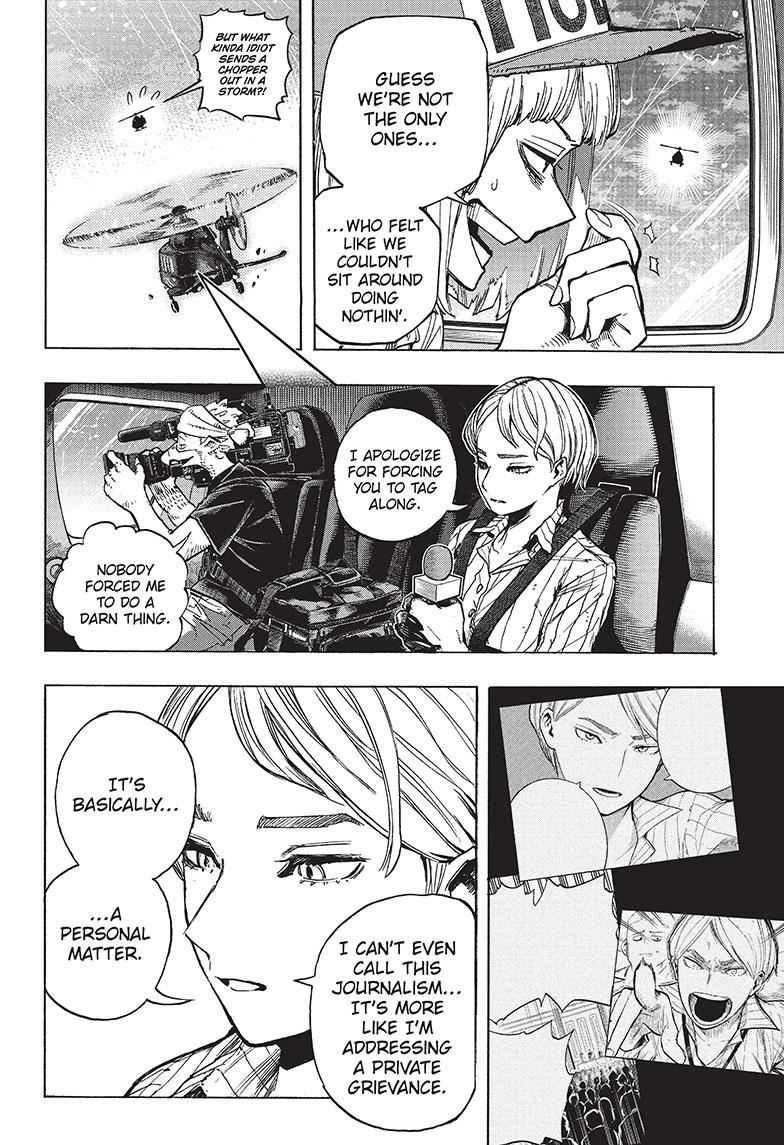 GUESS
WE'RE NOT
THE ONLY
ONES...
...WHO FELT
LIKE WE
COULDN'T
SIT AROUND
DOING
NOTHIN'.
BUT WHAT
KINDA IDIOT
SENDS A
CHOPPER
OUT IN A
STORM?!
I APOLOGIZE
FOR FORCING
YOU TO TAG
ALONG.
NOBODY
FORCED ME
TO DO A
DARN THING.
IT'S
BASICALLY...
...A
PERSONAL
MATTER.
I CAN'T EVEN
CALL THIS
JOURNALISM...
IT'S MORE
LIKE I'M
ADDRESSING
A PRIVATE
GRIEVANCE.